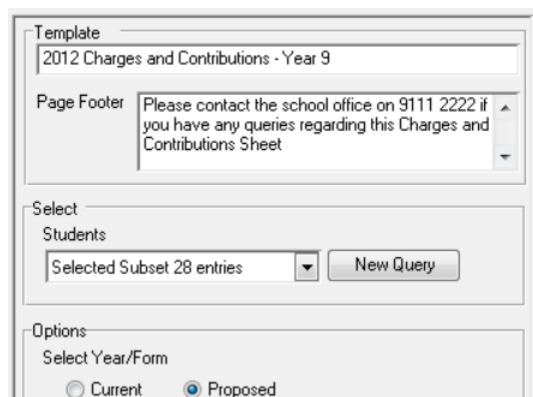 Template
2012 Charges and Contributions - Year 9
Page Footer
Please contact the school office on 9111 2222 if
you have any queries regarding this Charges and
Contributions Sheet
Select
Students
Selected Subset 28 entries
New Query
Options
Select Year/Form
Current Proposed